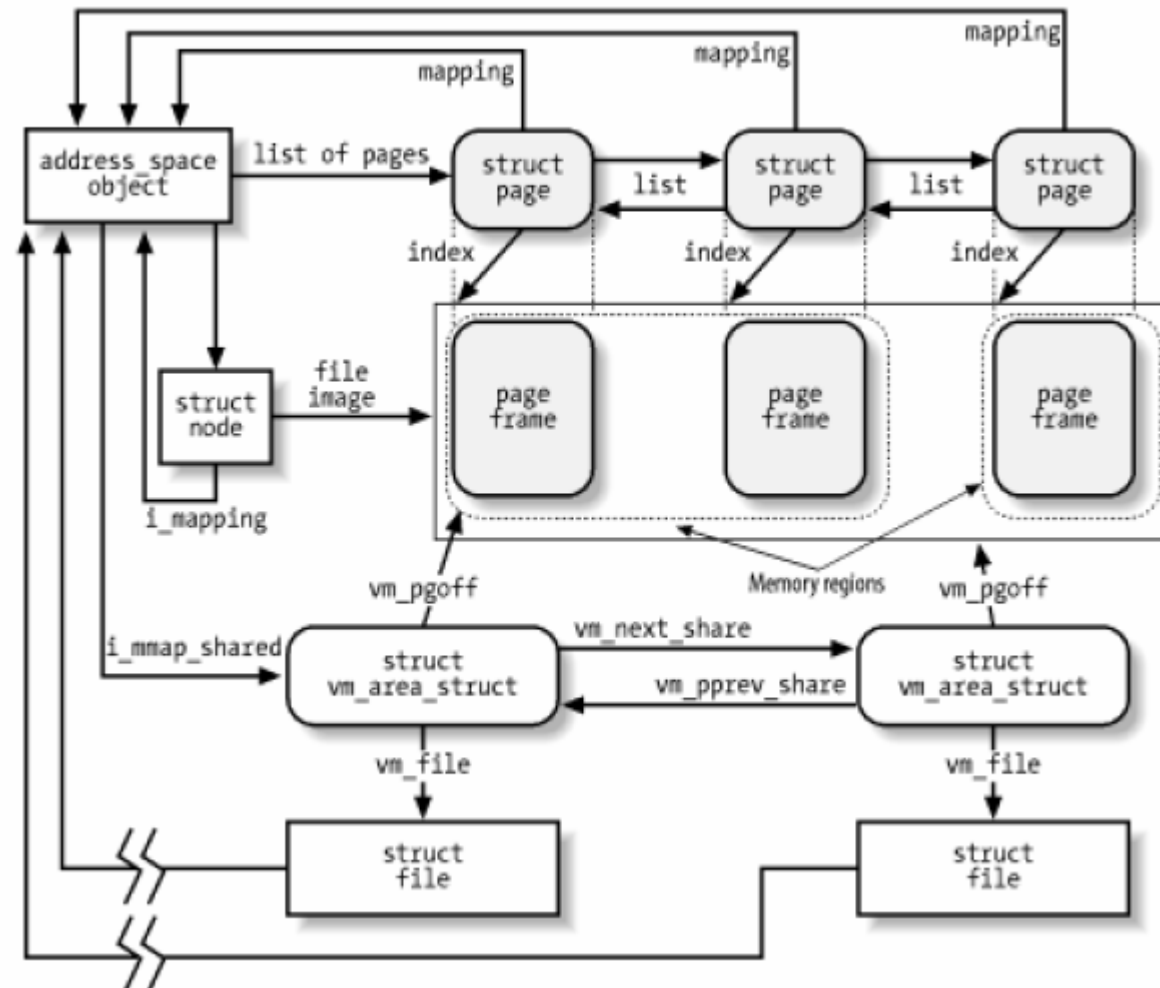 mapping
mapping
mapping
address_space
object
list of pages
struct
page
list
struct
page
list
struct
page
index
index
index
file
image
struct
node
page
frame
page
frame
page
frame
i_mapping
Memory regions
vm_pgoff
vm_pgoff
i_mmap_shared
struct
vm_area_struct
vm_next_share
vm_pprev_share
struct
vm_area_struct
vm_file
vm_file
struct
file
struct
file